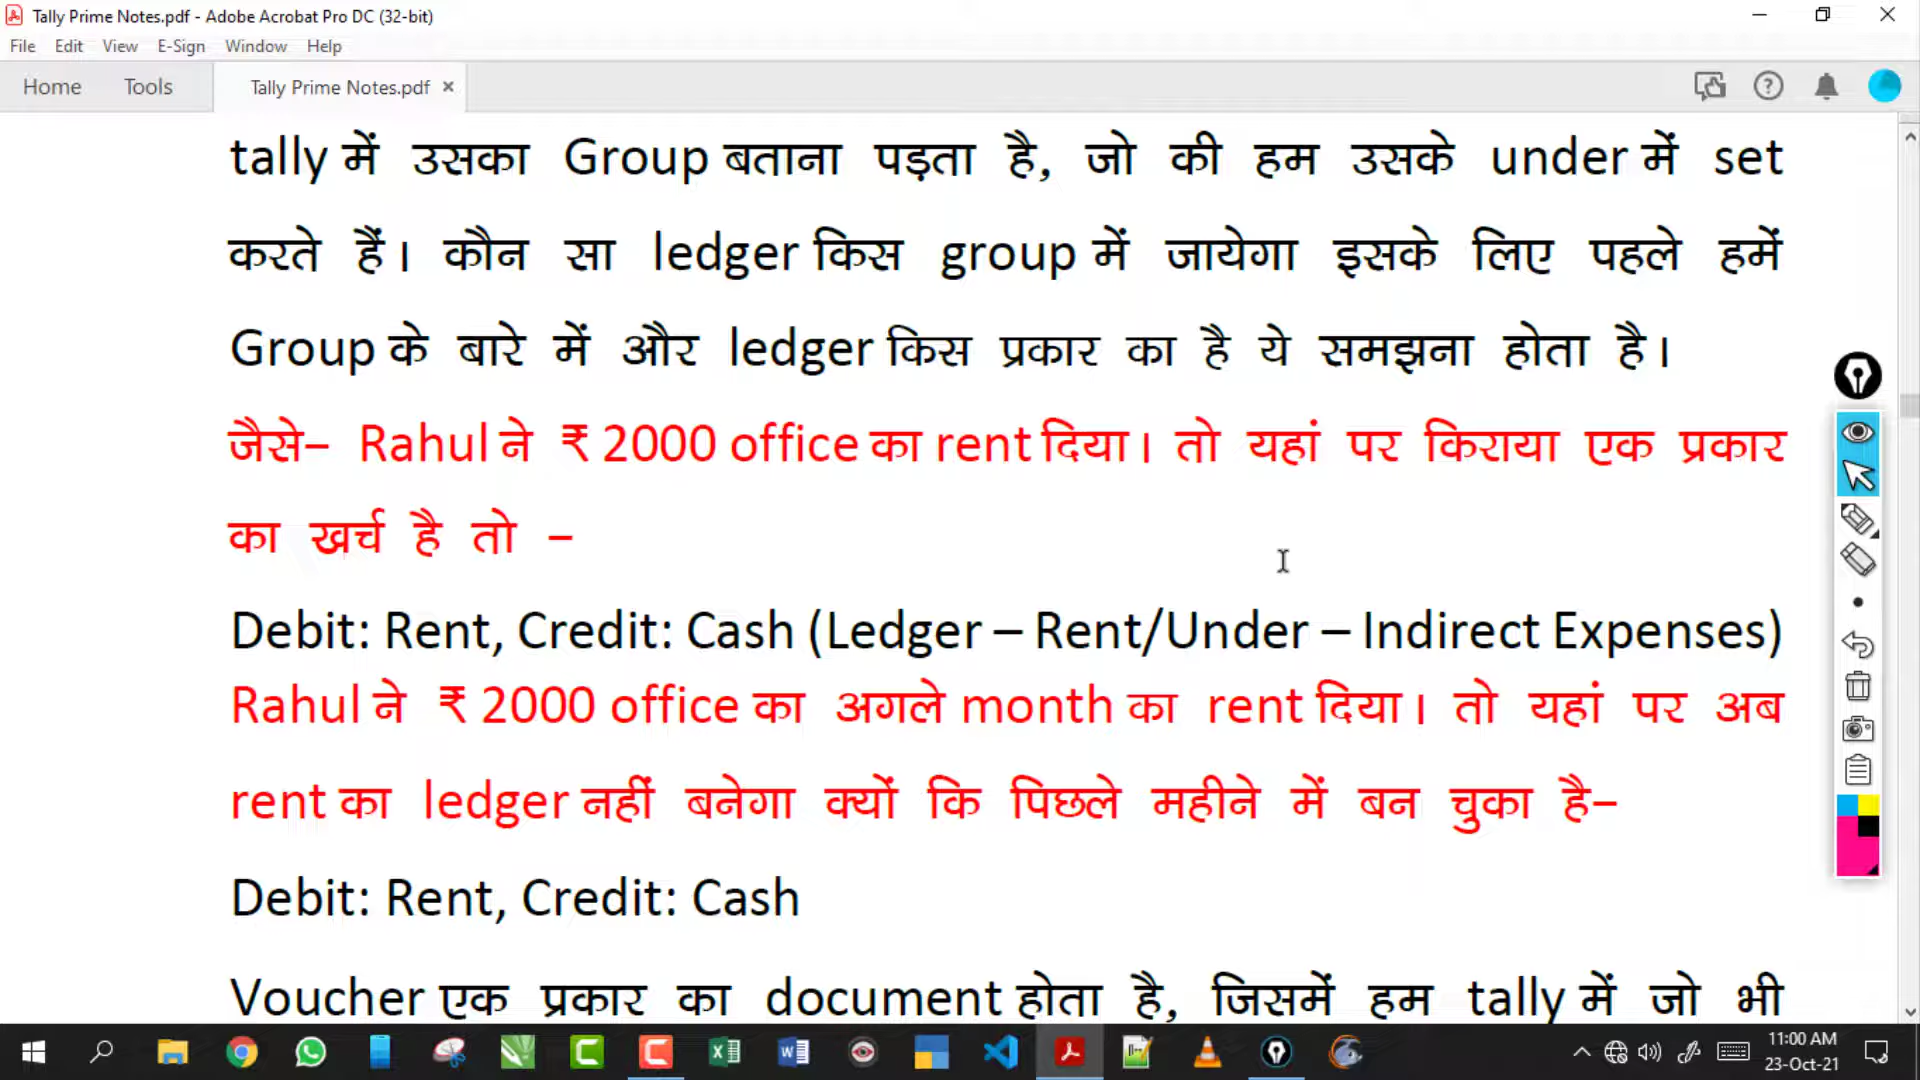 Tally Prime Notes.pdf - Adobe Acrobat Pro DC (32-bit)
File Edit View E-Sign Window Help
Home Tools Tally Prime Notes.pdf ×
tally में उसका Group बताना पड़ता है, जो की हम उसके under में set
करते हैं। कौन सा ledger किस group में जायेगा इसके लिए पहले हमें
Group के बारे में और ledger किस प्रकार का है ये समझना होता है।
जैसे– Rahul ने ₹ 2000 office का rent दिया। तो यहां पर किराया एक प्रकार
का खर्च है तो –
Debit: Rent, Credit: Cash (Ledger – Rent/Under – Indirect Expenses)
Rahul ने ₹ 2000 office का अगले month का rent दिया। तो यहां पर अब
rent का ledger नहीं बनेगा क्यों कि पिछले महीने में बन चुका है–
Debit: Rent, Credit: Cash
Voucher एक प्रकार का document होता है, जिसमें हम tally में जो भी
11:00 AM
23-Oct-21